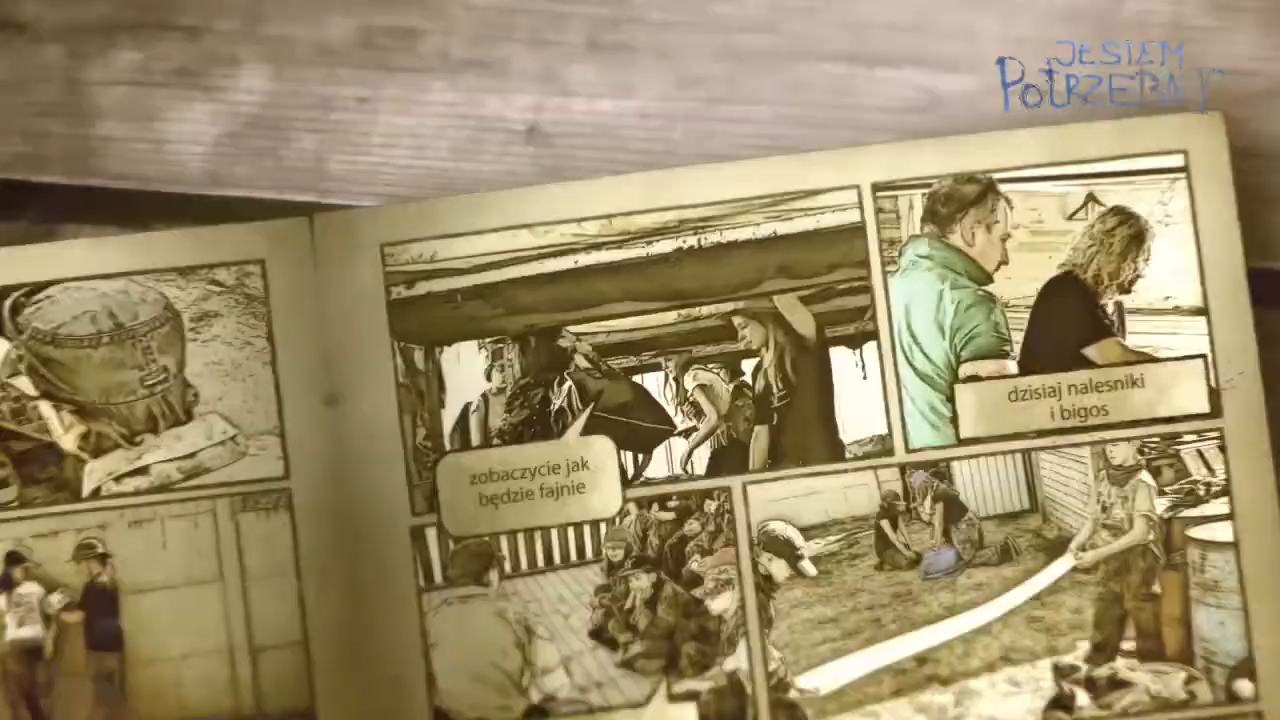 JESTEM
POTRZEBNY
dzisiaj nalesniki
i bigos
zobaczycie jak
będzie fajnie